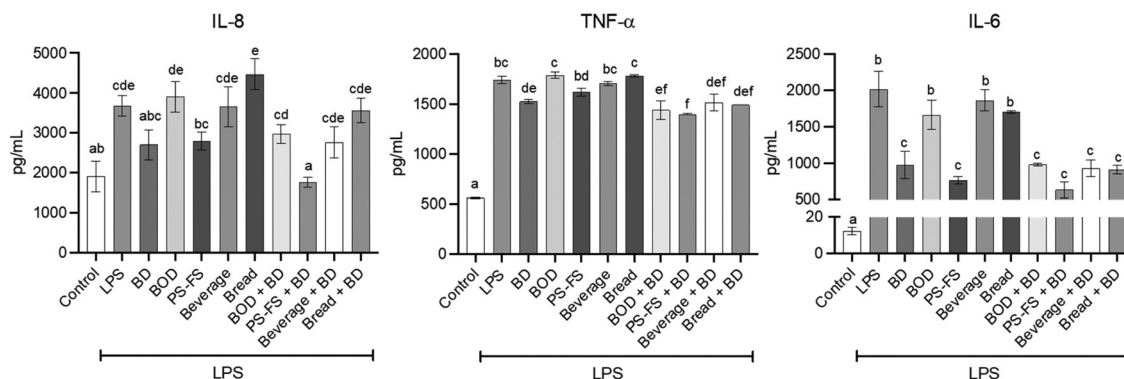 IL-8
pg/mL
5000
4000
3000
2000
1000
0
ab
cde
abc
de
bc
cde
e
cd
a
cde
cde
Control
LPS
BD
BOD
PS-FS
Beverage
Bread
BOD + BD
PS-FS + BD
Beverage + BD
Bread + BD
LPS
TNF-α
pg/mL
2000
1500
1000
500
0
a
bc
de
c
bd
bc
c
ef
f
def
def
Control
LPS
BD
BOD
PS-FS
Beverage
Bread
BOD + BD
PS-FS + BD
Beverage + BD
Bread + BD
LPS
IL-6
pg/mL
2500
2000
1500
1000
500
20
0
a
b
c
b
c
b
b
c
c
c
c
Control
LPS
BD
BOD
PS-FS
Beverage
Bread
BOD + BD
PS-FS + BD
Beverage + BD
Bread + BD
LPS